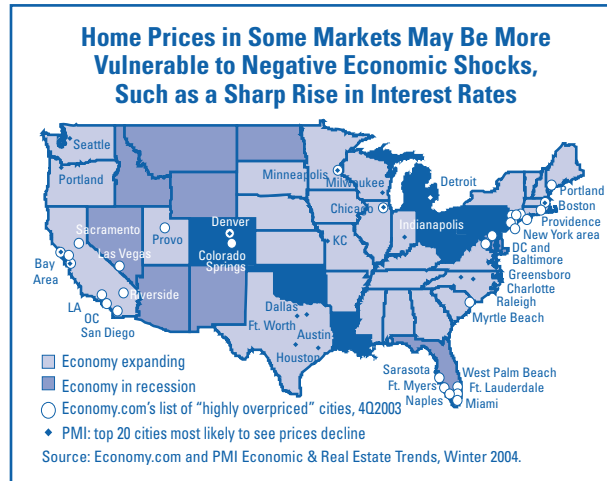 Home Prices in Some Markets May Be More
Vulnerable to Negative Economic Shocks,
Such as a Sharp Rise in Interest Rates
Seattle
Portland
Minneapolis
Milwaukee
Detroit
Portland
Boston
Chicago
Providence
New York area
Sacramento
Provo
Denver
Indianapolis
Las Vegas
Colorado
Springs
KC
DC and
Baltimore
Bay
Area
Greensboro
Charlotte
Raleigh
LA
Riverside
OC
San Diego
Dallas
Ft. Worth
Austin
Houston
Myrtle Beach
Sarasota
Ft. Myers
Naples
West Palm Beach
Ft. Lauderdale
Miami
Economy expanding
Economy in recession
Economy.com's list of “highly overpriced” cities, 4Q2003
PMI: top 20 cities most likely to see prices decline
Source: Economy.com and PMI Economic & Real Estate Trends, Winter 2004.